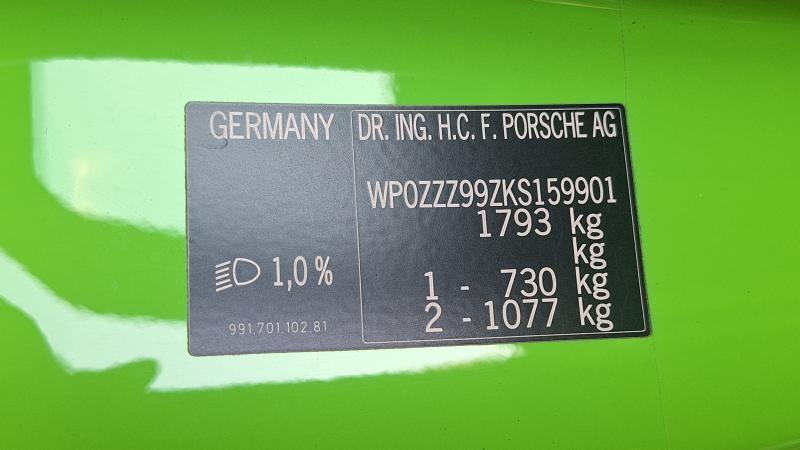 GERMANY
DR. ING. H.C. F. PORSCHE AG
WP0ZZZ99ZKS159901
1793 kg
kg
1,0 %
1 - 730 kg
2 - 1077 kg
991.701.102.81